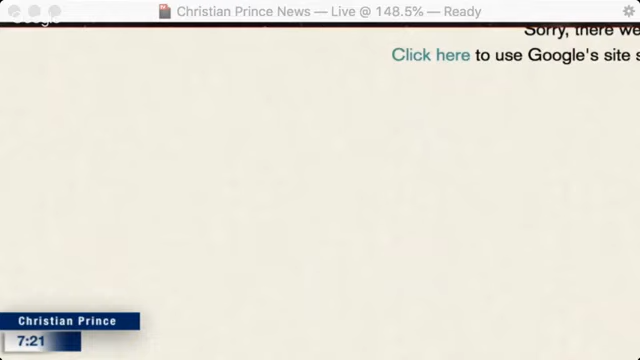 Christian Prince News — Live @ 148.5% — Ready
Google
Sorry, there we
Click here to use Google's site s
Christian Prince
7:21